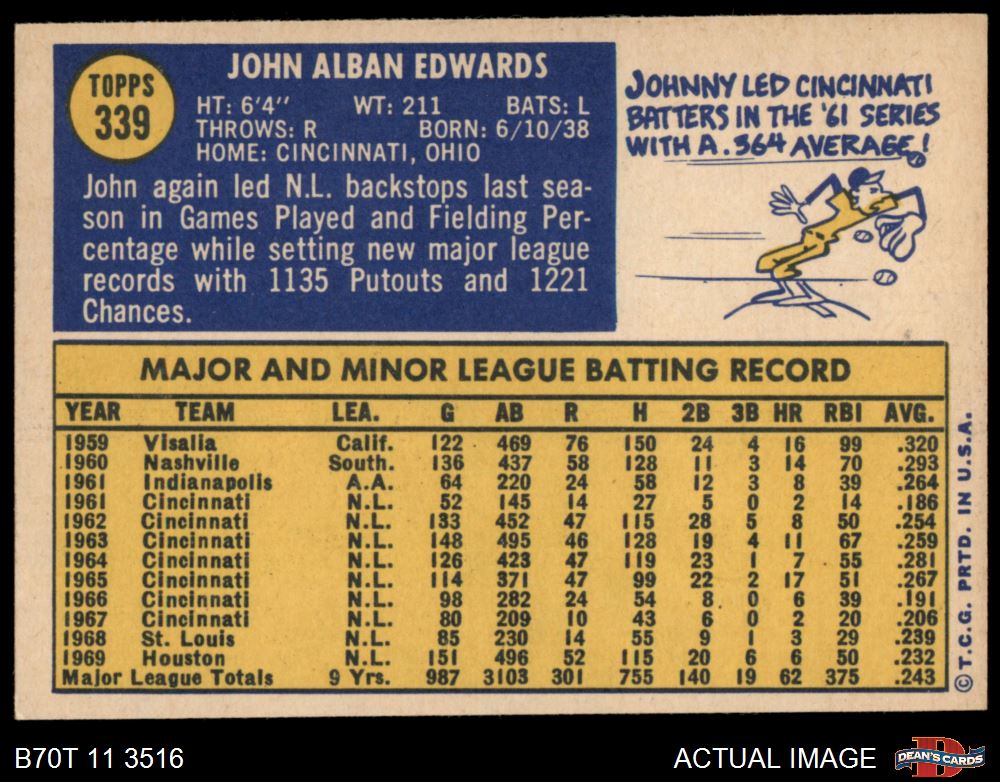 TOPPS
339
JOHN ALBAN EDWARDS
HT: 6'4" WT: 211 BATS: L
THROWS: R BORN: 6/10/38
HOME: CINCINNATI, OHIO
John again led N.L. backstops last sea-
son in Games Played and Fielding Per-
centage while setting new major league
records with 1135 Putouts and 1221
Chances.
JOHNNY LED CINCINNATI
BATTERS IN THE '61 SERIES
WITH A .364 AVERAGE!
MAJOR AND MINOR LEAGUE BATTING RECORD
YEAR TEAM LEA. G AB R H 2B 3B HR RBI AVG.
1959 Visalia Calif. 122 469 76 150 24 4 16 99 .320
1960 Nashville South. 136 437 58 128 11 3 14 70 .293
1961 Indianapolis A.A. 64 220 24 58 12 3 8 39 .264
1961 Cincinnati N.L. 52 145 14 27 5 0 2 14 .186
1962 Cincinnati N.L. 133 452 47 115 28 5 8 50 .254
1963 Cincinnati N.L. 148 495 46 128 19 4 11 67 .259
1964 Cincinnati N.L. 126 423 47 119 23 1 7 55 .281
1965 Cincinnati N.L. 114 371 47 99 22 2 17 51 .267
1966 Cincinnati N.L. 98 282 24 54 8 0 6 39 .191
1967 Cincinnati N.L. 80 209 10 43 6 0 2 20 .206
1968 St. Louis N.L. 85 230 14 55 9 1 3 29 .239
1969 Houston N.L. 151 496 52 115 20 6 6 50 .232
Major League Totals 9 Yrs. 987 3103 301 755 140 19 62 375 .243
© T.C.G. PRTD. IN U.S.A.
B70T 11 3516
ACTUAL IMAGE
D
DEAN'S CARDS